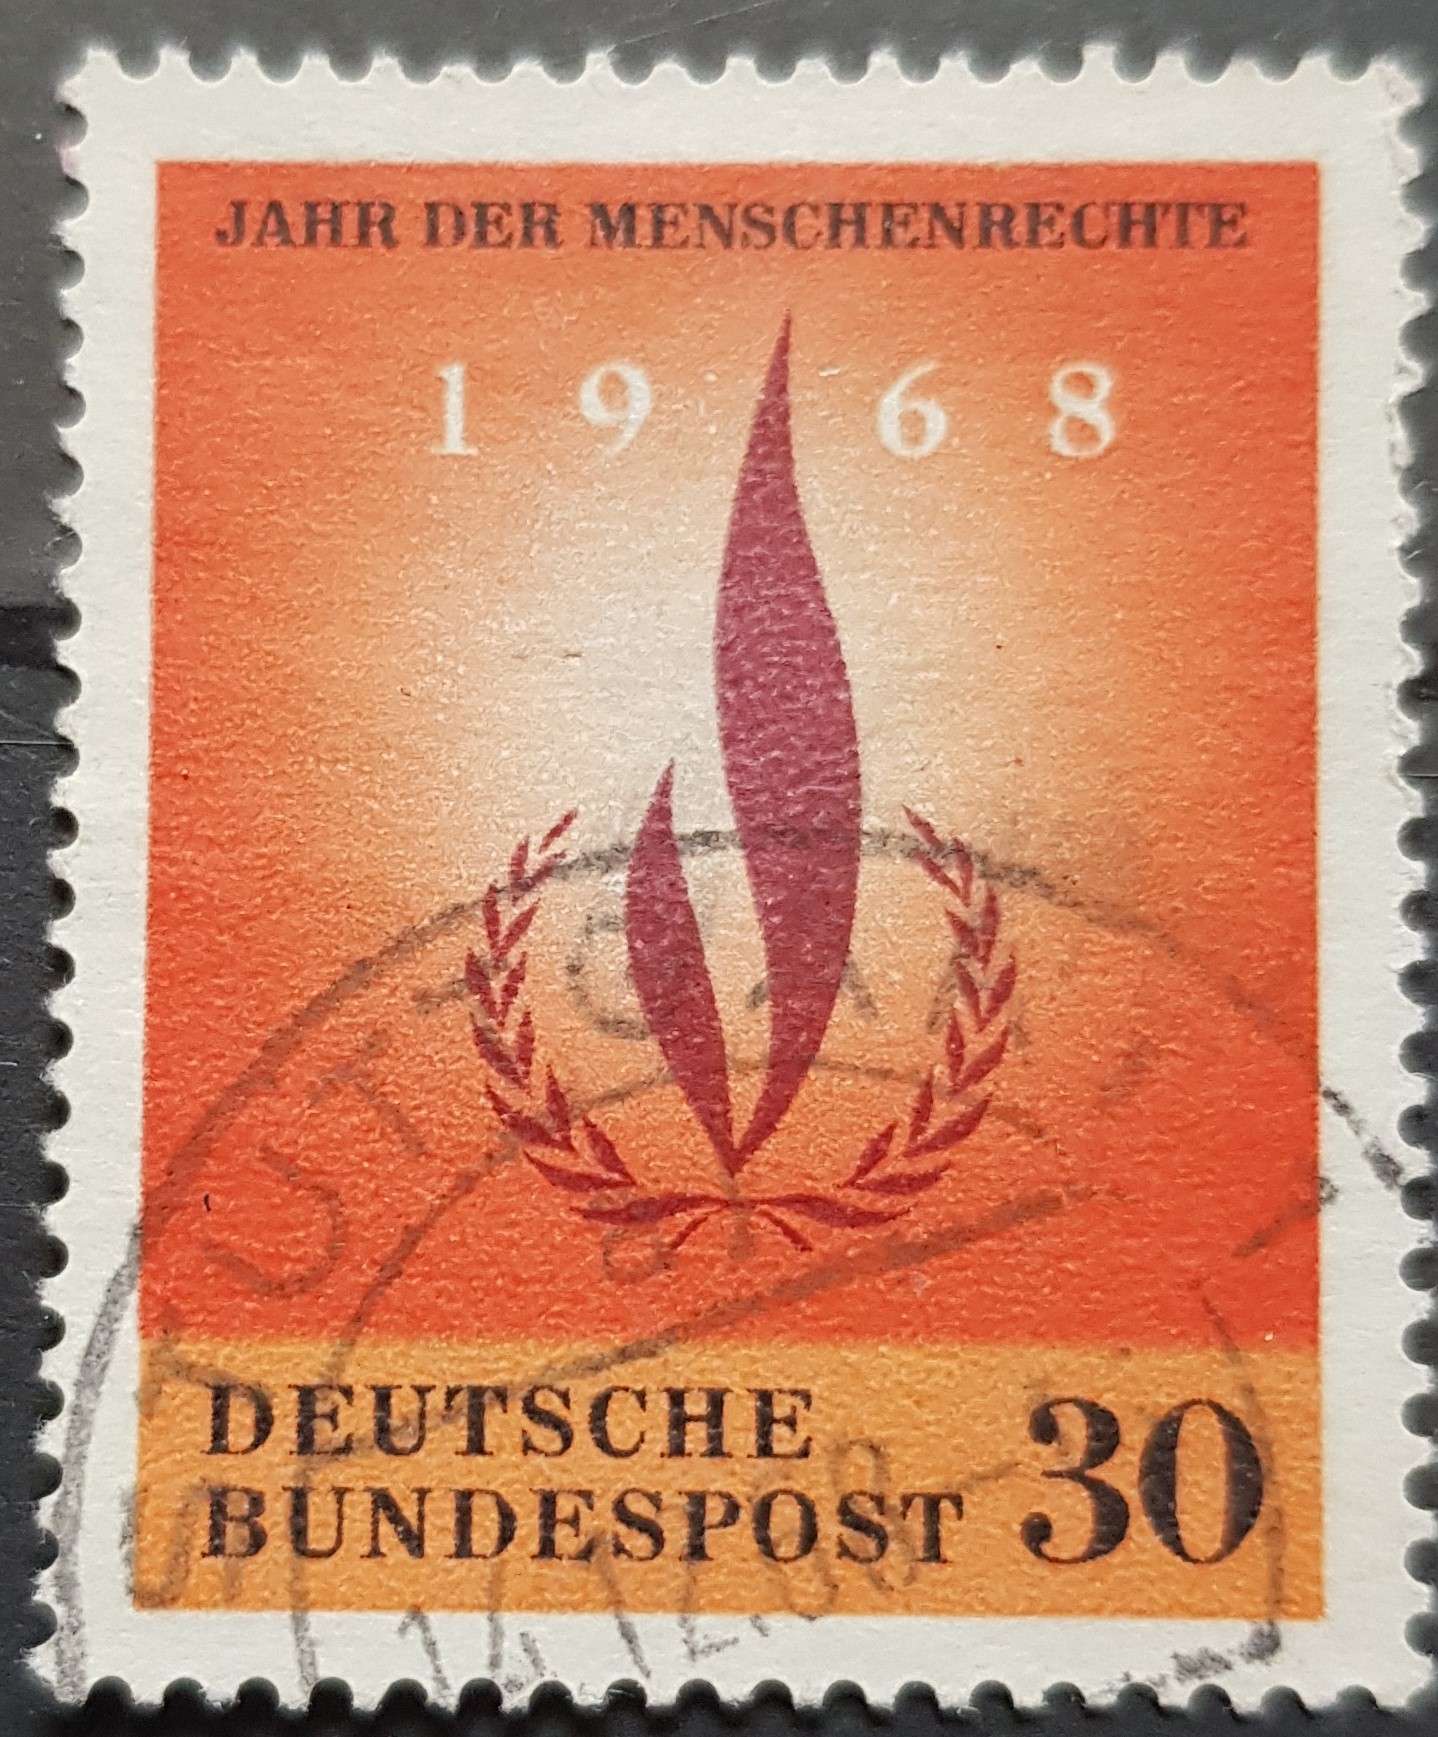 JAHR DER MENSCHENRECHTE
1968
DEUTSCHE
BUNDESPOST
30